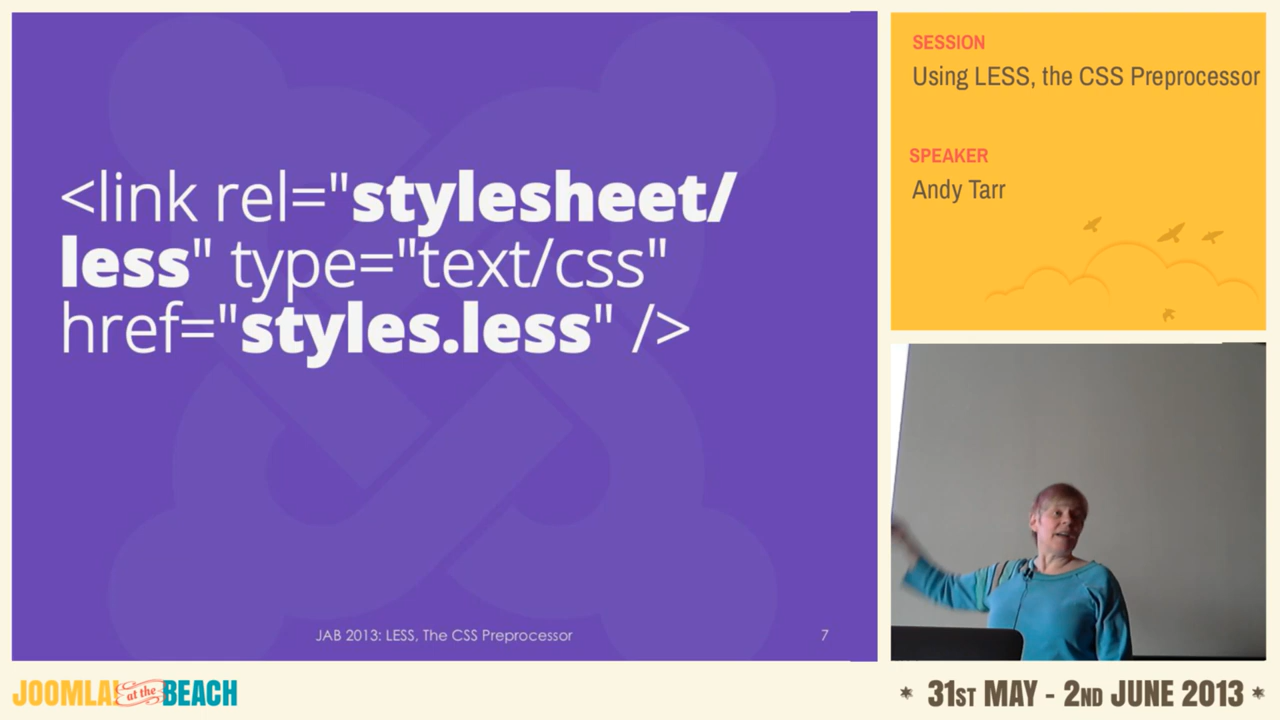 <link rel="stylesheet/
less" type="text/css"
href="styles.less" />
JAB 2013: LESS, The CSS Preprocessor
7
SESSION
Using LESS, the CSS Preprocessor
SPEAKER
Andy Tarr
JOOMLA! at the BEACH
* 31ST MAY - 2ND JUNE 2013 *